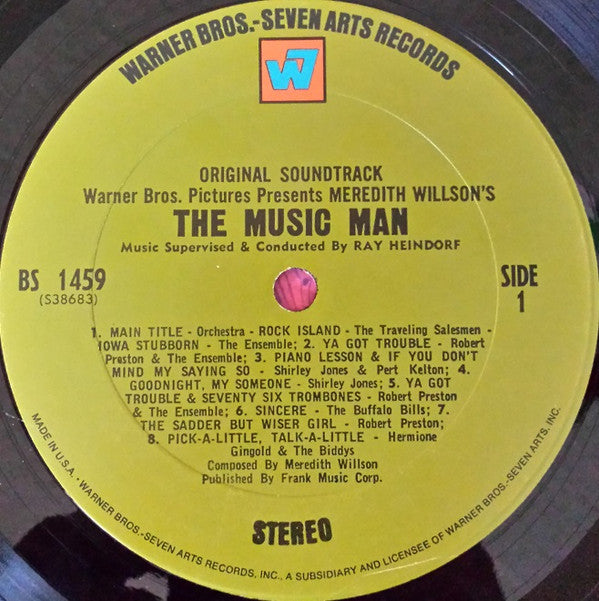 WARNER BROS.-SEVEN ARTS RECORDS
W7
ORIGINAL SOUNDTRACK
Warner Bros. Pictures Presents MEREDITH WILLSON'S
THE MUSIC MAN
Music Supervised & Conducted By RAY HEINDORF
BS 1459
(S38683)
SIDE
1
1. MAIN TITLE - Orchestra - ROCK ISLAND - The Traveling Salesmen -
IOWA STUBBORN - The Ensemble; 2. YA GOT TROUBLE - Robert
Preston & The Ensemble; 3. PIANO LESSON & IF YOU DON'T
MIND MY SAYING SO - Shirley Jones & Pert Kelton; 4.
GOODNIGHT, MY SOMEONE - Shirley Jones; 5. YA GOT
TROUBLE & SEVENTY SIX TROMBONES - Robert Preston
& The Ensemble; 6. SINCERE - The Buffalo Bills; 7.
THE SADDER BUT WISER GIRL - Robert Preston;
8. PICK-A-LITTLE, TALK-A-LITTLE - Hermione
Gingold & The Biddys
Composed By Meredith Willson
Published By Frank Music Corp.
STEREO
MADE IN U.S.A. • WARNER BROS.-SEVEN ARTS RECORDS, INC., A SUBSIDIARY AND LICENSEE OF WARNER BROS.-SEVEN ARTS, INC.